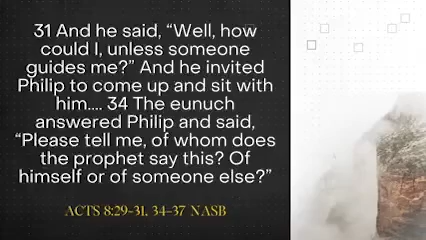 31 And he said, “Well, how
could I, unless someone
guides me?” And he invited
Philip to come up and sit with
him.... 34 The eunuch
answered Philip and said,
“Please tell me, of whom does
the prophet say this? Of
himself or of someone else?”
ACTS 8:29-31, 34-37 NASB